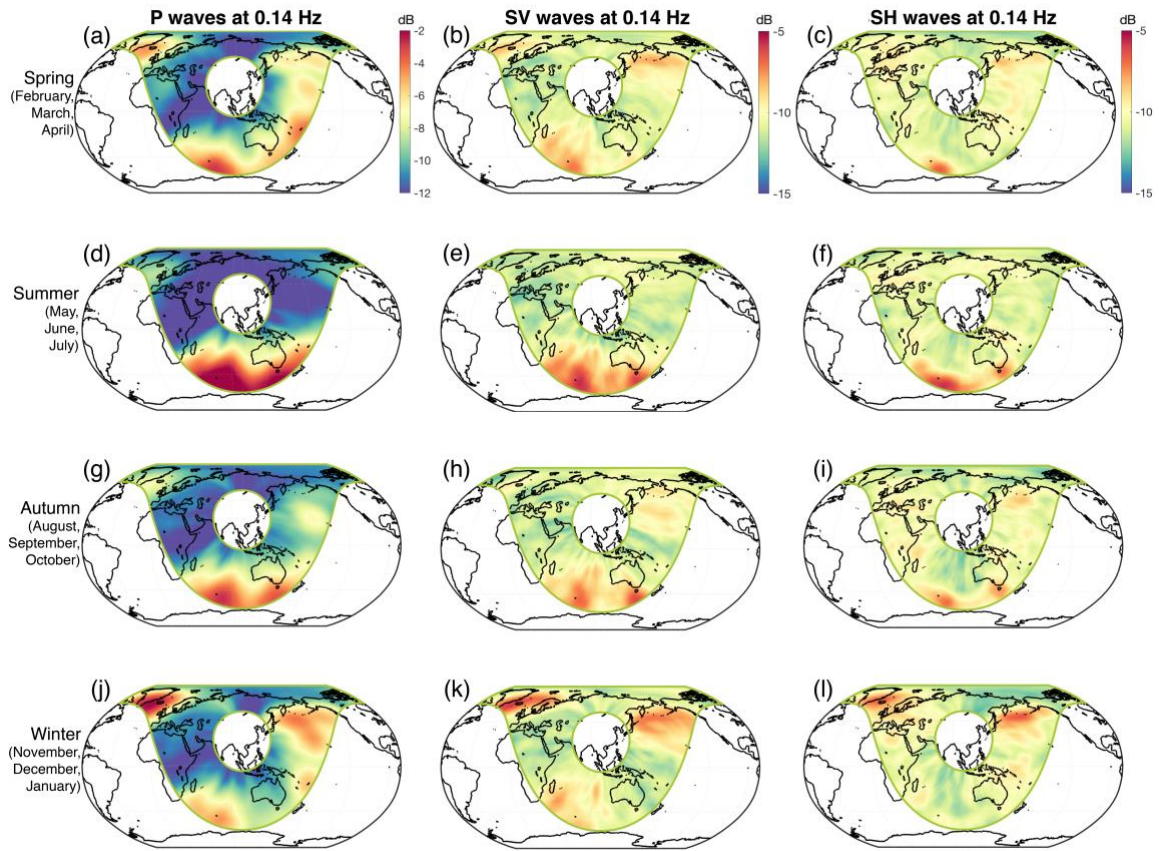 P waves at 0.14 Hz
SV waves at 0.14 Hz
SH waves at 0.14 Hz
(a)
dB
-2
-4
-6
-8
-10
-12
(b)
dB
-5
-10
-15
(c)
dB
-5
-10
-15
Spring
(February,
March,
April)
(d)
(e)
(f)
Summer
(May,
June,
July)
(g)
(h)
(i)
Autumn
(August,
September,
October)
(j)
(k)
(l)
Winter
(November,
December,
January)